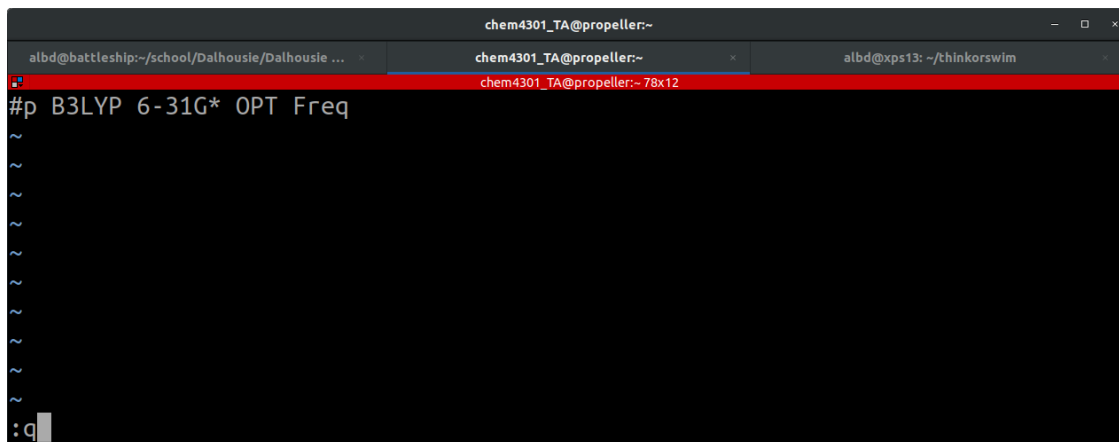 chem4301_TA@propeller:~
albd@battleship:~/school/Dalhousie/Dalhousie ...
chem4301_TA@propeller:~
albd@xps13: ~/thinkorswim
chem4301_TA@propeller:~ 78x12
#p B3LYP 6-31G* OPT Freq
~
~
~
~
~
~
~
~
~
~
:q